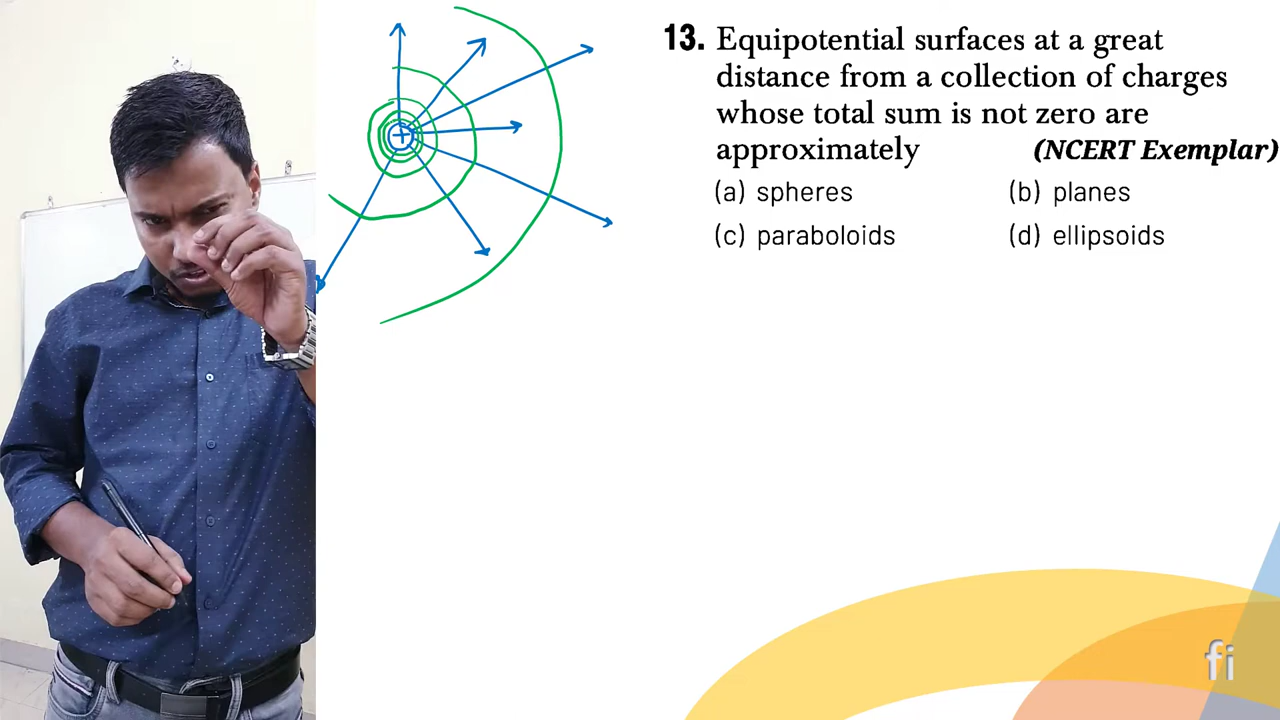 +
13. Equipotential surfaces at a great
distance from a collection of charges
whose total sum is not zero are
approximately (NCERT Exemplar)
(a) spheres (b) planes
(c) paraboloids (d) ellipsoids
fi